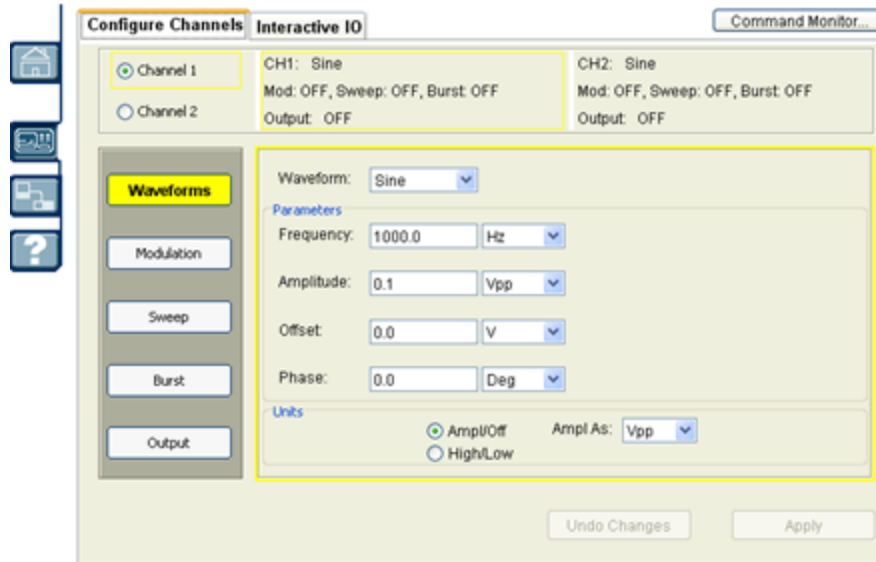 Configure Channels Interactive IO Command Monitor...
Channel 1
Channel 2
CH1: Sine
Mod: OFF, Sweep: OFF, Burst: OFF
Output: OFF
CH2: Sine
Mod: OFF, Sweep: OFF, Burst: OFF
Output: OFF
Waveforms
Modulation
Sweep
Burst
Output
Waveform: Sine
Parameters
Frequency: 1000.0 Hz
Amplitude: 0.1 Vpp
Offset: 0.0 V
Phase: 0.0 Deg
Units
Ampl/Off Ampl As: Vpp
High/Low
Undo Changes Apply
?